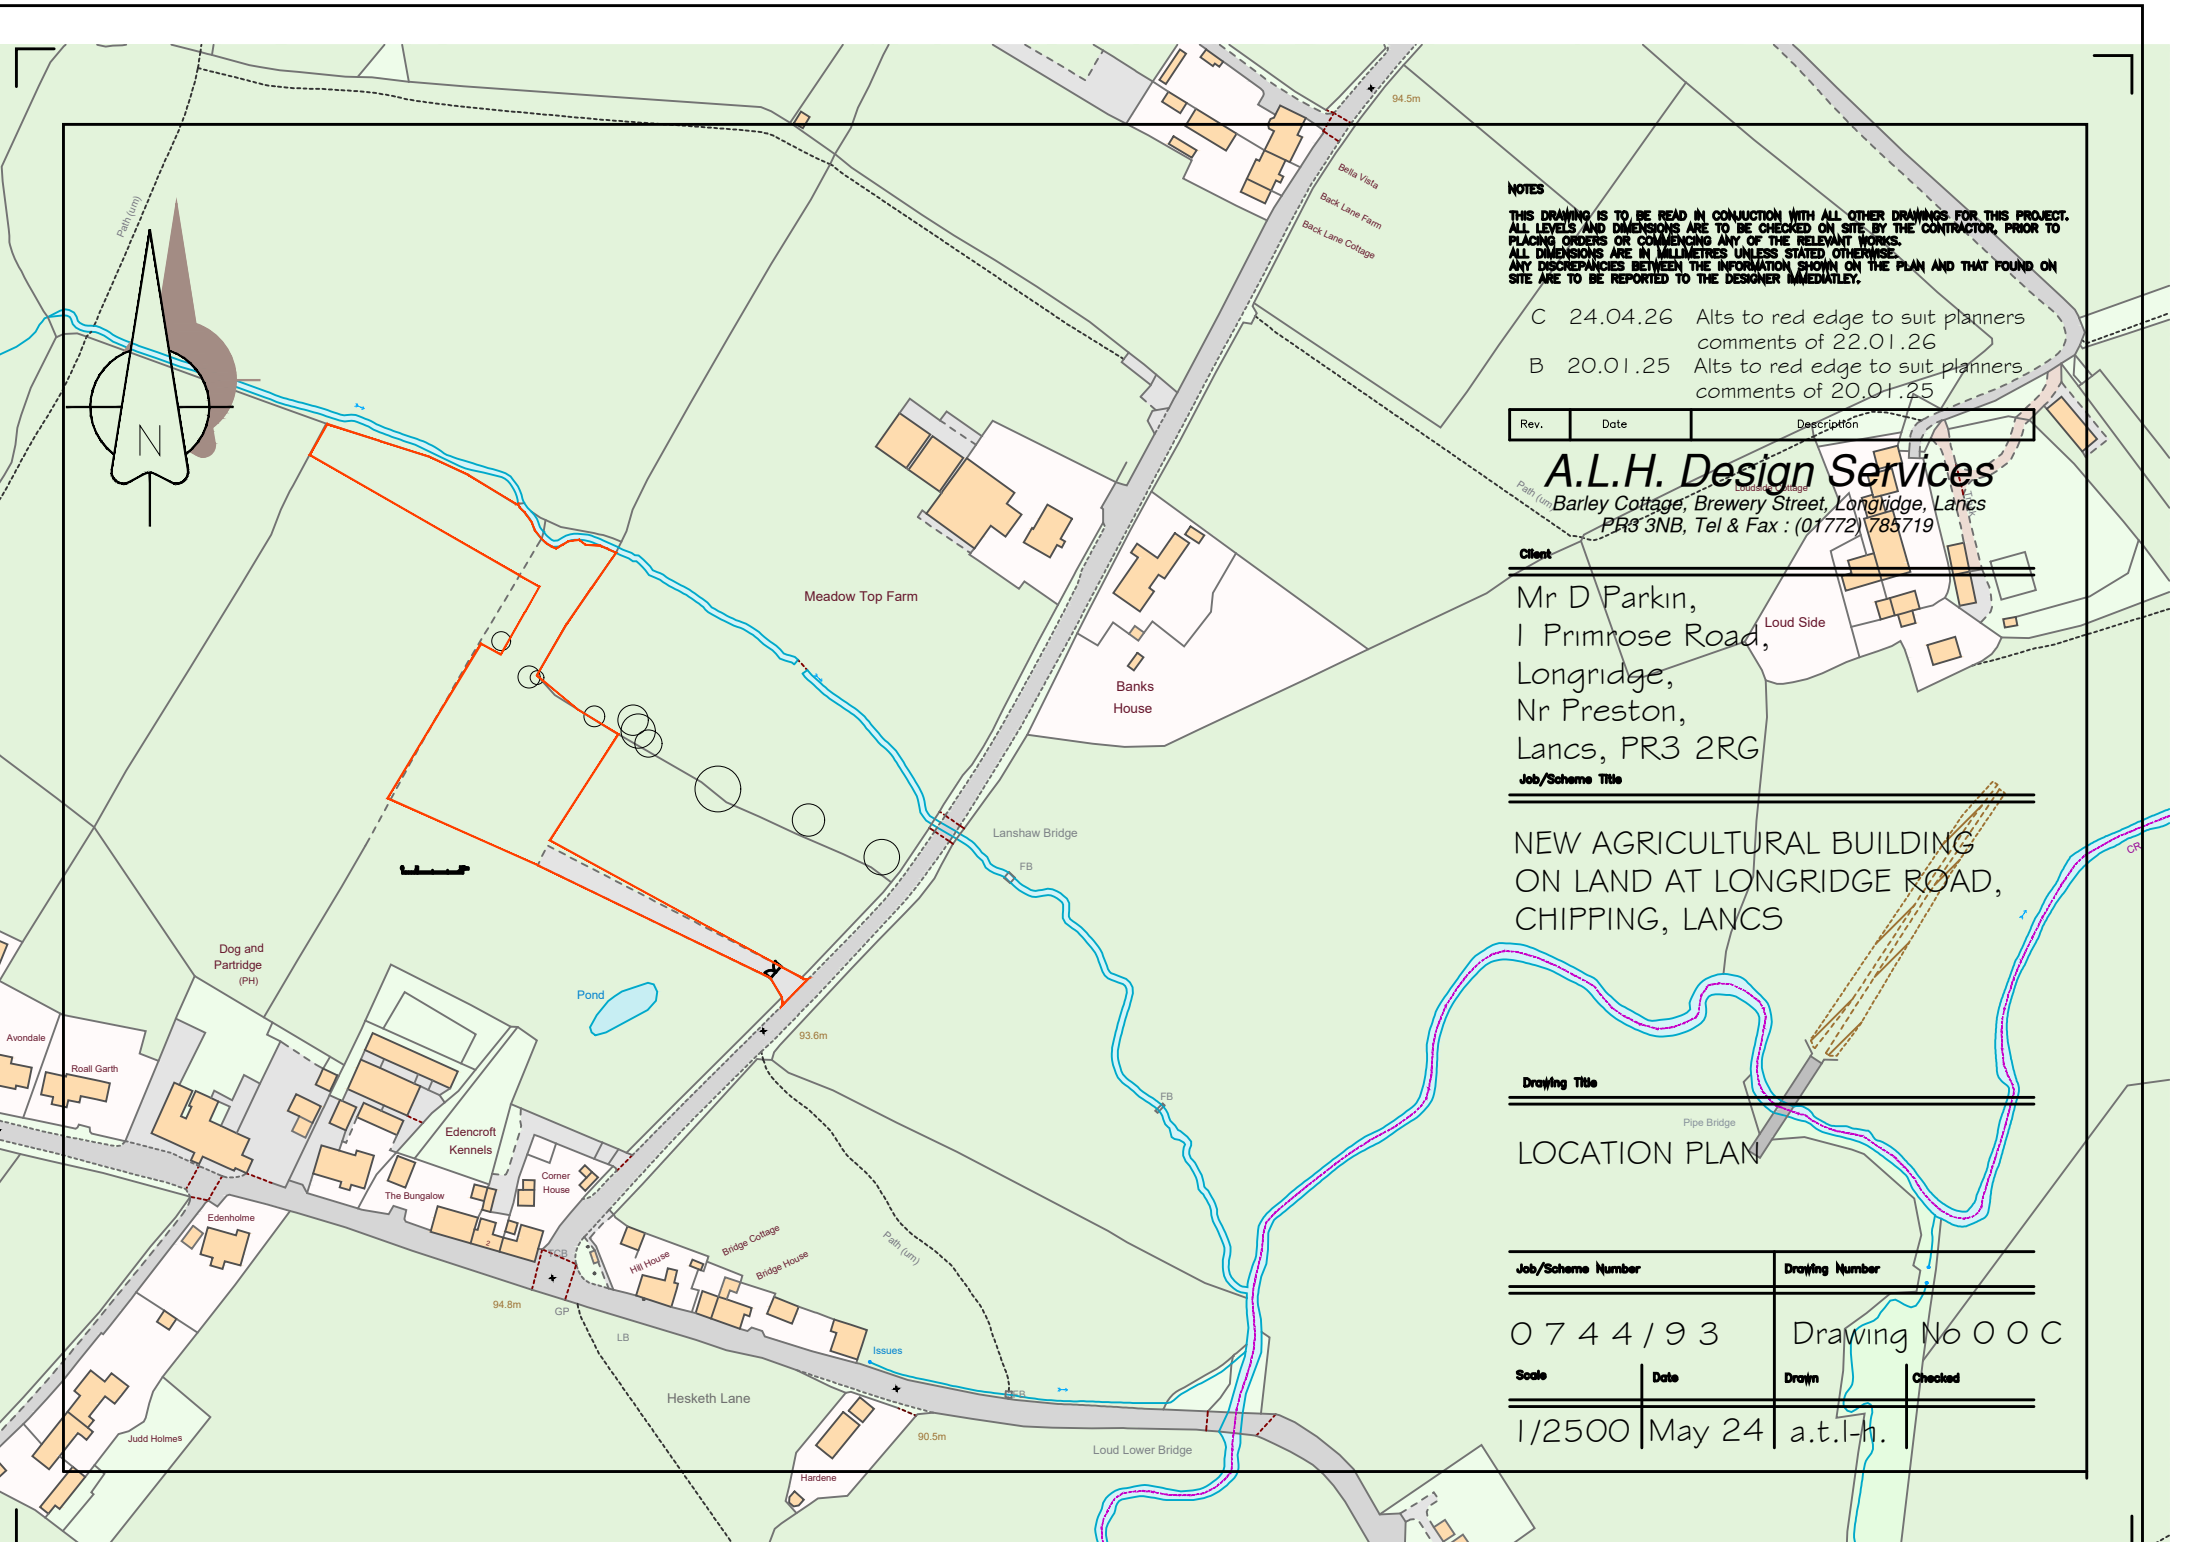 94.5m
Path (um)
Bella Vista
Back Lane Farm
Back Lane Cottage
NOTES
THIS DRAWING IS TO BE READ IN CONJUCTION WITH ALL OTHER DRAWINGS FOR THIS PROJECT.
ALL LEVELS AND DIMENSIONS ARE TO BE CHECKED ON SITE BY THE CONTRACTOR, PRIOR TO
PLACING ORDERS OR COMMENCING ANY OF THE RELEVANT WORKS.
ALL DIMENSIONS ARE IN MILLIMETRES UNLESS STATED OTHERWISE.
ANY DISCREPANCIES BETWEEN THE INFORMATION SHOWN ON THE PLAN AND THAT FOUND ON
SITE ARE TO BE REPORTED TO THE DESIGNER IMMEDIATLEY.
C 24.04.26 Alts to red edge to suit planners
comments of 22.01.26
B 20.01.25 Alts to red edge to suit planners
comments of 20.01.25
Rev. Date Description
N
A.L.H. Design Services
Loudside Cottage
Barley Cottage, Brewery Street, Longridge, Lancs
PR3 3NB, Tel & Fax : (01772) 785719
Path (um)
Client
Mr D Parkin,
1 Primrose Road,
Longridge,
Nr Preston,
Lancs, PR3 2RG
Loud Side
Meadow Top Farm
Banks
House
Job/Scheme Title
NEW AGRICULTURAL BUILDING
ON LAND AT LONGRIDGE ROAD,
CHIPPING, LANCS
CR
Lanshaw Bridge
FB
Dog and
Partridge
(PH)
R
Pond
93.6m
Avondale
Roall Garth
Drawing Title
FB
Pipe Bridge
LOCATION PLAN
Edencroft
Kennels
Corner
House
The Bungalow
Edenholme
2
TCB
Hill House
Bridge Cottage
Bridge House
Path (um)
Job/Scheme Number Drawing Number
94.8m
GP
LB
0744/93 Drawing No 00C
Issues
Scale Date Drawn Checked
Hesketh Lane
FB
1/2500 May 24 a.t.l-h.
90.5m
Judd Holmes
Loud Lower Bridge
Hardene